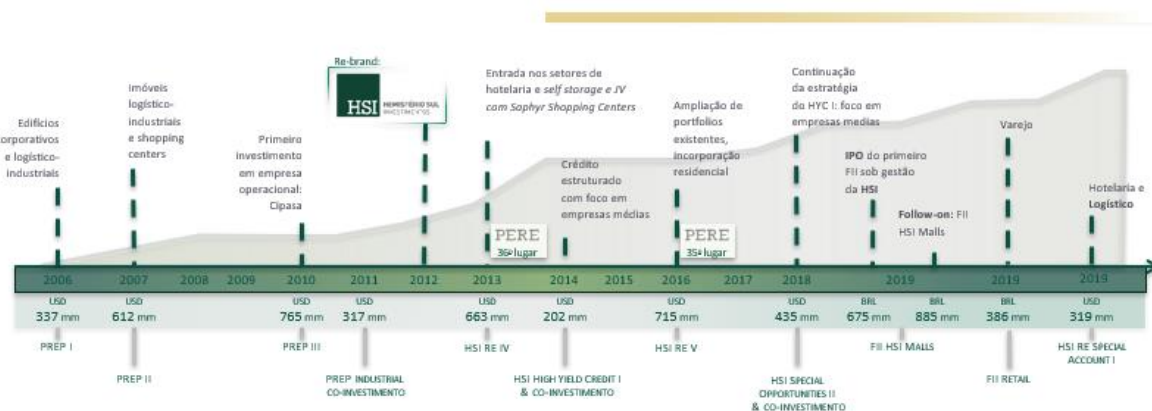 Re-brand:
HSI
HEMISFÉRIO SUL
INVESTIMENTOS
Edifícios
corporativos
e logístico-
industriais
Imóveis
logístico-
industriais
e shopping
centers
Primeiro
investimento
em empresa
operacional:
Cipasa
Entrada nos setores de
hotelaria e self storage e JV
com Saphyr Shopping Centers
Crédito
estruturado
com foco em
empresas médias
Ampliação de
portfolios
existentes,
incorporação
residencial
Continuação
da estratégia
do HYC I: foco em
empresas medias
IPO do primeiro
FII sob gestão
da HSI
Follow-on: FII
HSI Malls
Varejo
Hotelaria e
Logístico
PERE
36º lugar
PERE
35º lugar
2006 2007 2008 2009 2010 2011 2012 2013 2014 2015 2016 2017 2018 2019 2019 2019
USD USD USD USD USD USD USD USD BRL BRL BRL USD
337 mm 612 mm 765 mm 317 mm 663 mm 202 mm 715 mm 435 mm 675 mm 885 mm 386 mm 319 mm
PREP I
PREP II
PREP III
PREP INDUSTRIAL
CO-INVESTIMENTO
HSI RE IV
HSI HIGH YIELD CREDIT I
& CO-INVESTIMENTO
HSI RE V
HSI SPECIAL
OPPORTUNITIES II
& CO-INVESTIMENTO
FII HSI MALLS
FII RETAIL
HSI RE SPECIAL
ACCOUNT I